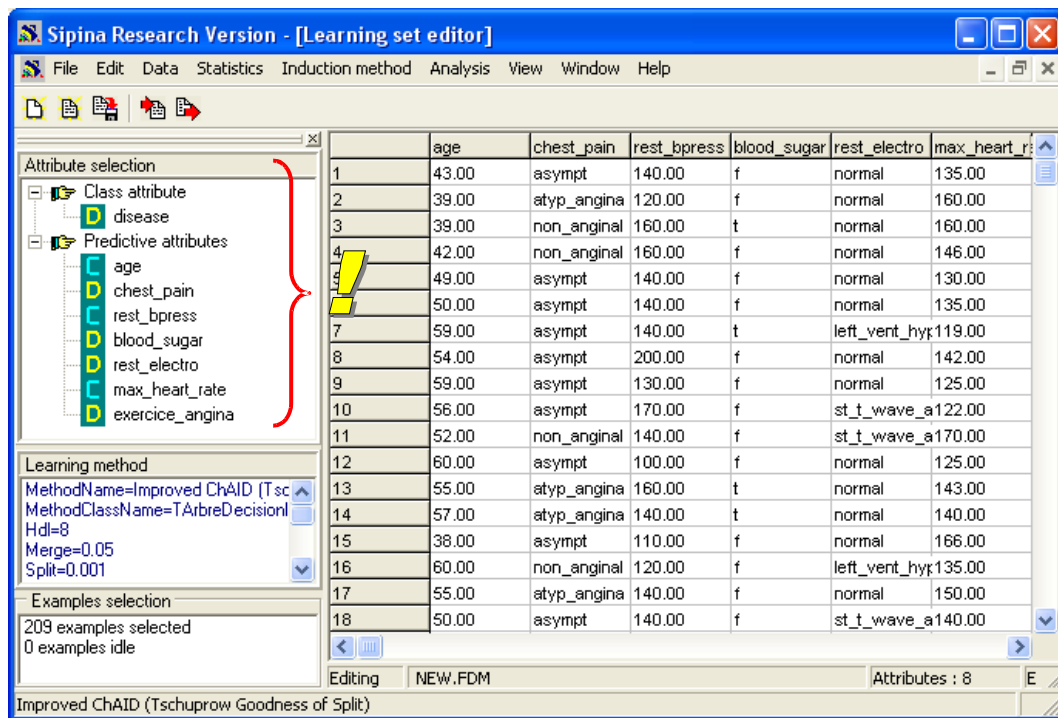 Sipina Research Version - [Learning set editor]
File Edit Data Statistics Induction method Analysis View Window Help
Attribute selection
Class attribute
D disease
Predictive attributes
C age
D chest_pain
C rest_bpress
D blood_sugar
D rest_electro
C max_heart_rate
D exercice_angina
Learning method
MethodName=Improved ChAID (Tsc
MethodClassName=TArbreDecisionI
Hdl=8
Merge=0.05
Split=0.001
Examples selection
209 examples selected
0 examples idle
age chest_pain rest_bpress blood_sugar rest_electro max_heart_r
1 43.00 asympt 140.00 f normal 135.00
2 39.00 atyp_angina 120.00 f normal 160.00
3 39.00 non_anginal 160.00 t normal 160.00
4 42.00 non_anginal 160.00 f normal 146.00
5 49.00 asympt 140.00 f normal 130.00
50.00 asympt 140.00 f normal 135.00
7 59.00 asympt 140.00 t left_vent_hyp 119.00
8 54.00 asympt 200.00 f normal 142.00
9 59.00 asympt 130.00 f normal 125.00
10 56.00 asympt 170.00 f st_t_wave_a 122.00
11 52.00 non_anginal 140.00 f st_t_wave_a 170.00
12 60.00 asympt 100.00 f normal 125.00
13 55.00 atyp_angina 160.00 t normal 143.00
14 57.00 atyp_angina 140.00 t normal 140.00
15 38.00 asympt 110.00 f normal 166.00
16 60.00 non_anginal 120.00 f left_vent_hyp 135.00
17 55.00 atyp_angina 140.00 f normal 150.00
18 50.00 asympt 140.00 f st_t_wave_a 140.00
!
Editing NEW.FDM Attributes : 8 E
Improved ChAID (Tschuprow Goodness of Split)